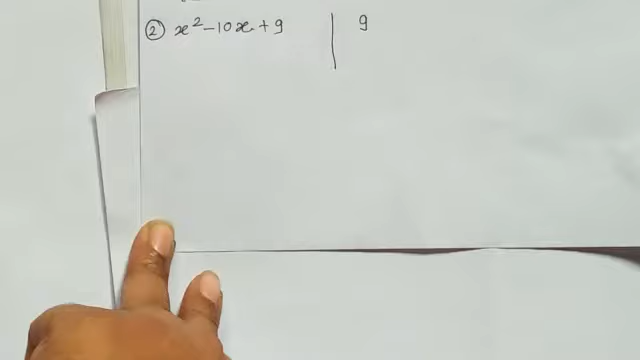 ② x² - 10x + 9 | 9